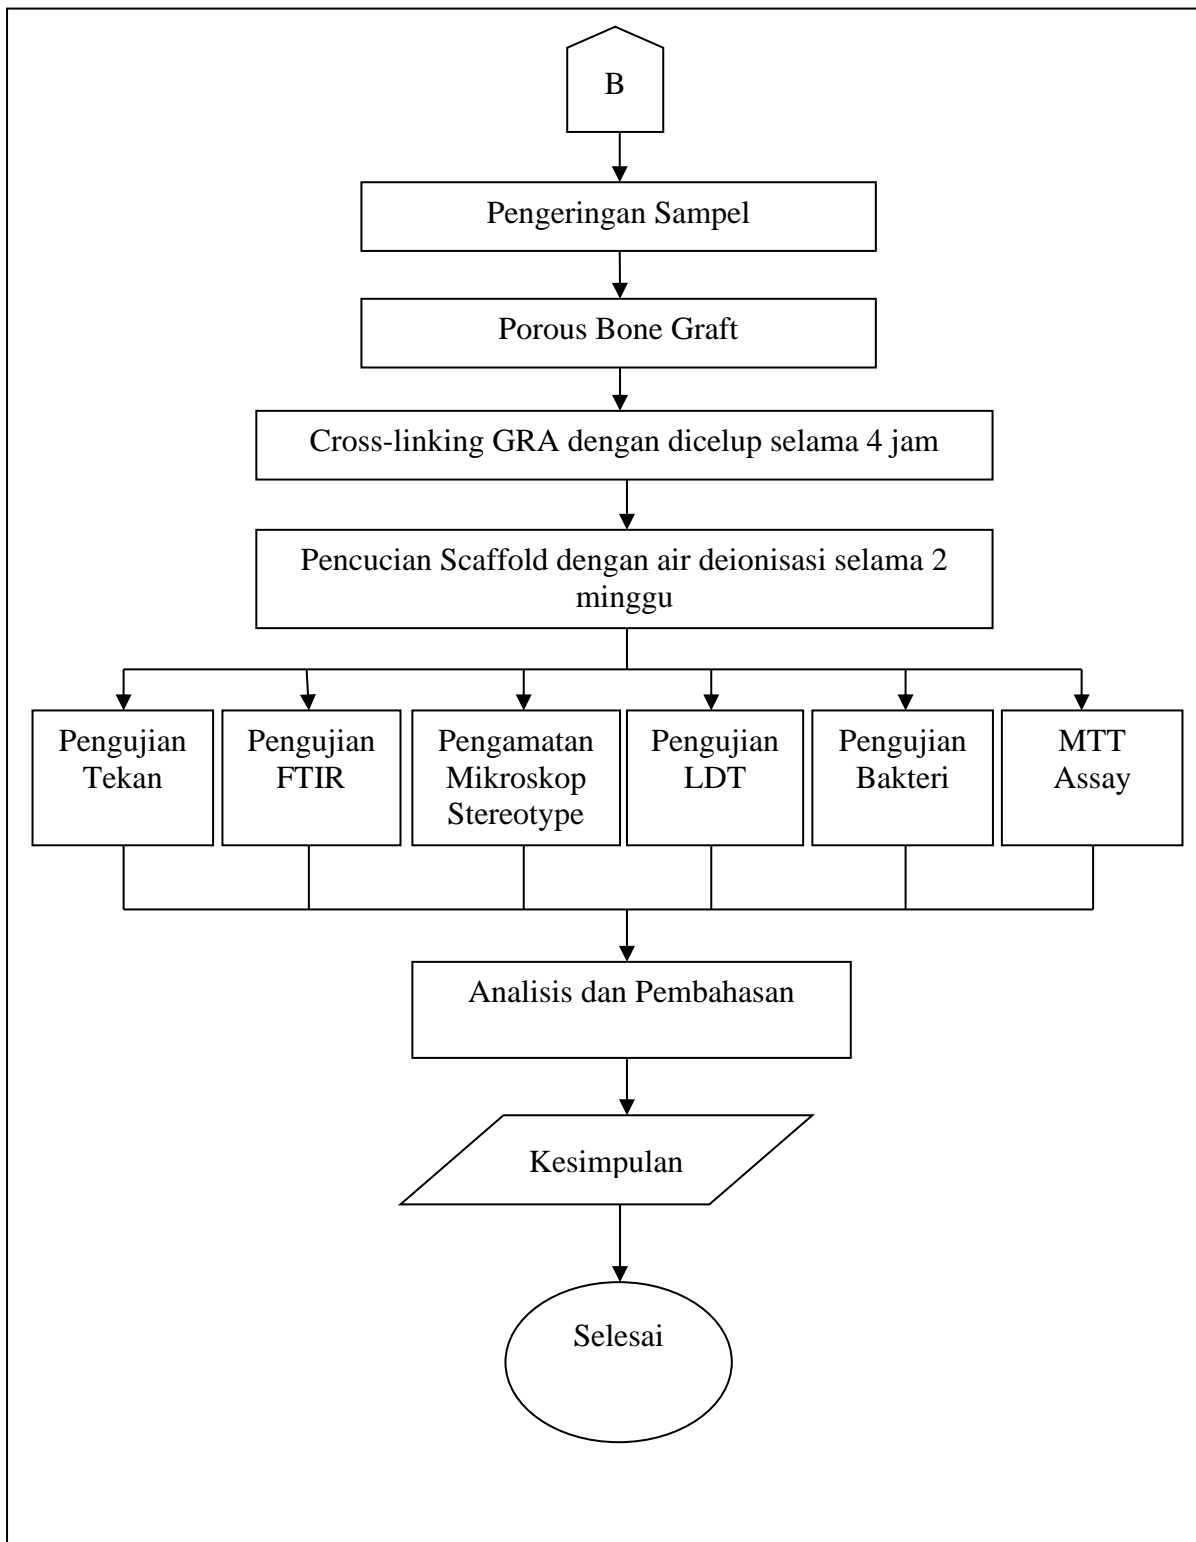 B
Pengeringan Sampel
Porous Bone Graft
Cross-linking GRA dengan dicelup selama 4 jam
Pencucian Scaffold dengan air deionisasi selama 2
minggu
Pengujian
Tekan
Pengujian
FTIR
Pengamatan
Mikroskop
Stereotype
Pengujian
LDT
Pengujian
Bakteri
MTT
Assay
Analisis dan Pembahasan
Kesimpulan
Selesai